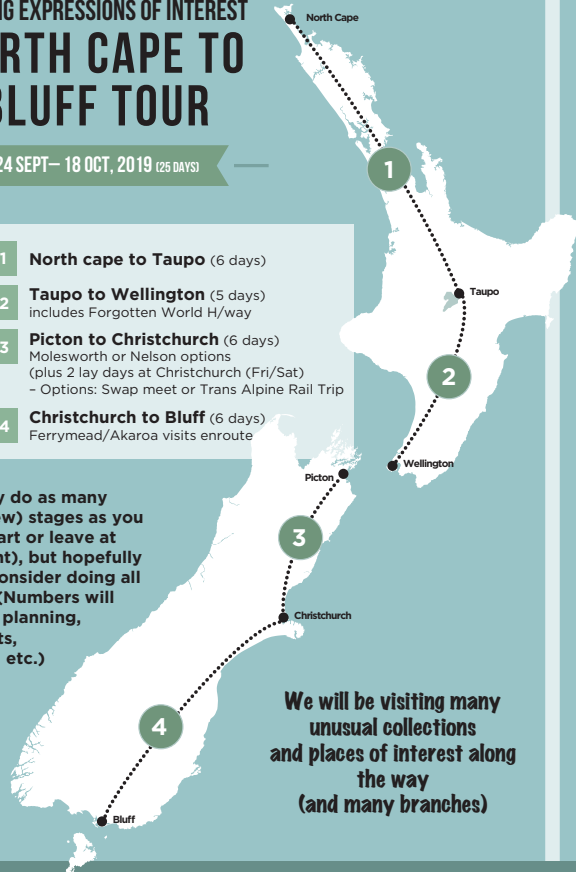 NG EXPRESSIONS OF INTEREST
RTH CAPE TO
BLUFF TOUR
24 SEPT– 18 OCT, 2019 (25 DAYS)
1 North cape to Taupo (6 days)
2 Taupo to Wellington (5 days)
includes Forgotten World H/way
3 Picton to Christchurch (6 days)
Molesworth or Nelson options
(plus 2 lay days at Christchurch (Fri/Sat)
– Options: Swap meet or Trans Alpine Rail Trip
4 Christchurch to Bluff (6 days)
Ferrymead/Akaroa visits enroute
y do as many
ew) stages as you
art or leave at
nt), but hopefully
onsider doing all
(Numbers will
planning,
ts,
etc.)
North Cape
1
Taupo
2
Wellington
Picton
3
Christchurch
4
Bluff
We will be visiting many
unusual collections
and places of interest along
the way
(and many branches)